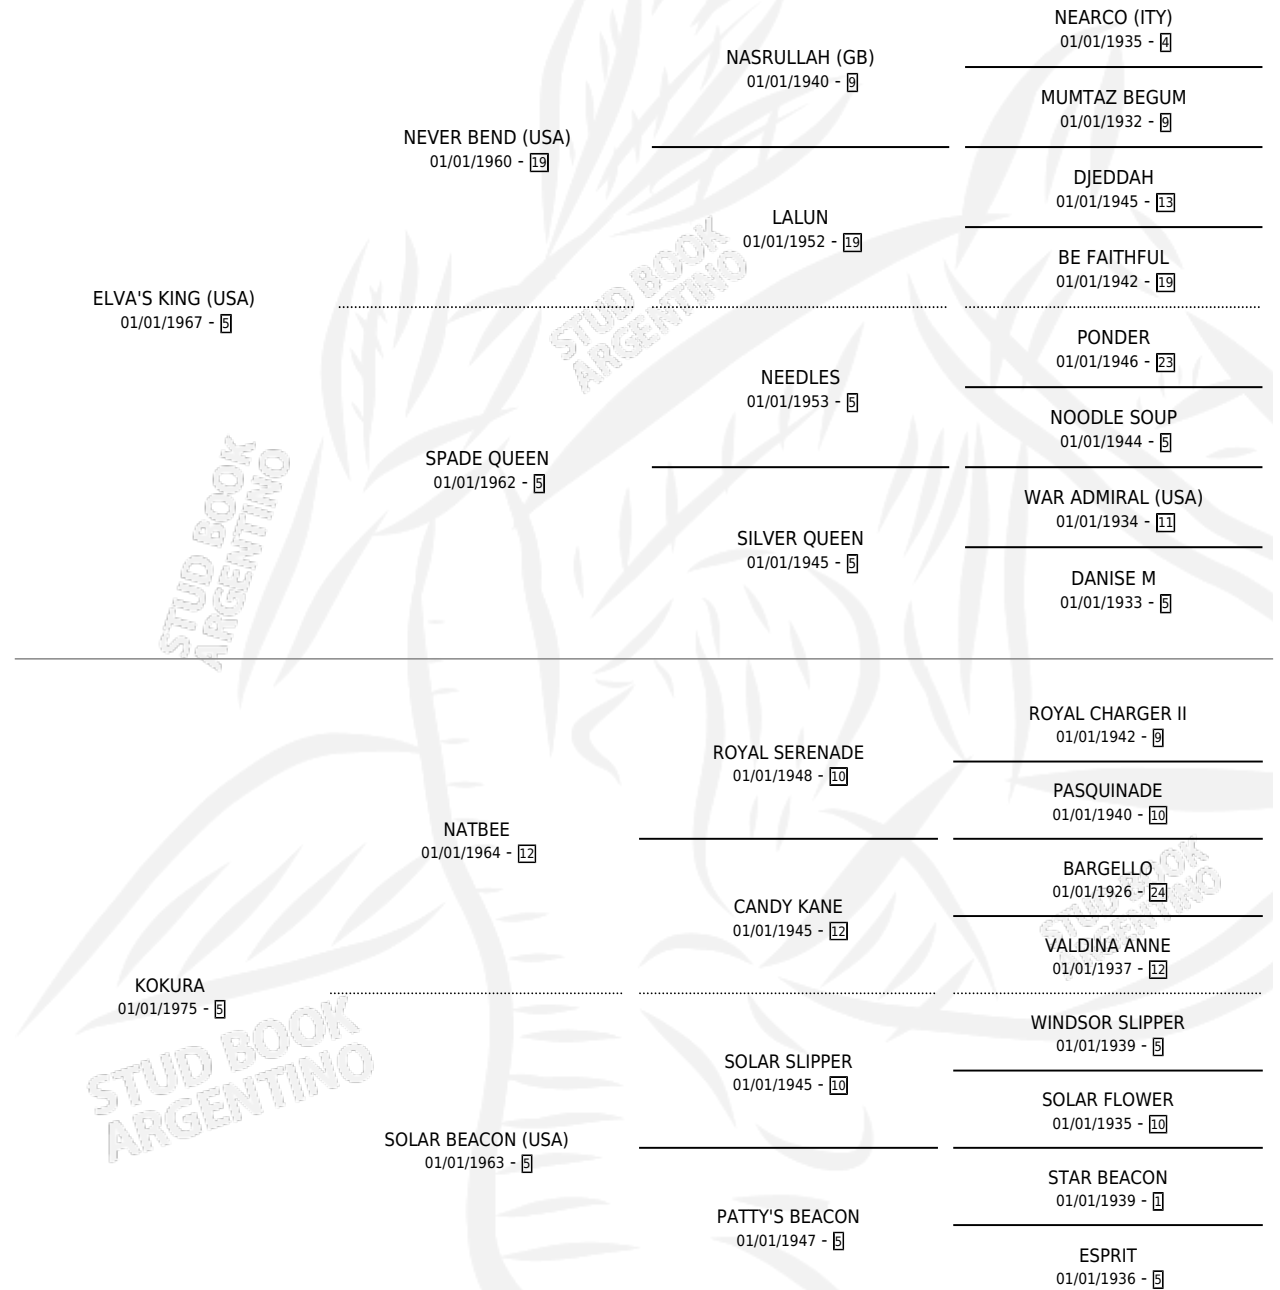 NEARCO (ITY)
01/01/1935 - 4
NASRULLAH (GB)
01/01/1940 - 9
MUMTAZ BEGUM
01/01/1932 - 9
NEVER BEND (USA)
01/01/1960 - 19
DJEDDAH
01/01/1945 - 13
LALUN
01/01/1952 - 19
BE FAITHFUL
01/01/1942 - 19
ELVA'S KING (USA)
01/01/1967 - 5
PONDER
01/01/1946 - 23
NEEDLES
01/01/1953 - 5
NOODLE SOUP
01/01/1944 - 5
SPADE QUEEN
01/01/1962 - 5
WAR ADMIRAL (USA)
01/01/1934 - 11
SILVER QUEEN
01/01/1945 - 5
DANISE M
01/01/1933 - 5
STUD BOOK
ARGENTINO
STUD BOOK
ARGENTINO
ROYAL CHARGER II
01/01/1942 - 9
ROYAL SERENADE
01/01/1948 - 10
PASQUINADE
01/01/1940 - 10
NATBEE
01/01/1964 - 12
BARGELLO
01/01/1926 - 24
CANDY KANE
01/01/1945 - 12
VALDINA ANNE
01/01/1937 - 12
KOKURA
01/01/1975 - 5
WINDSOR SLIPPER
01/01/1939 - 5
SOLAR SLIPPER
01/01/1945 - 10
SOLAR FLOWER
01/01/1935 - 10
SOLAR BEACON (USA)
01/01/1963 - 5
STAR BEACON
01/01/1939 - 1
PATTY'S BEACON
01/01/1947 - 5
ESPRIT
01/01/1936 - 5
STUD BOOK
ARGENTINO
STUD BOOK
ARGENTINO